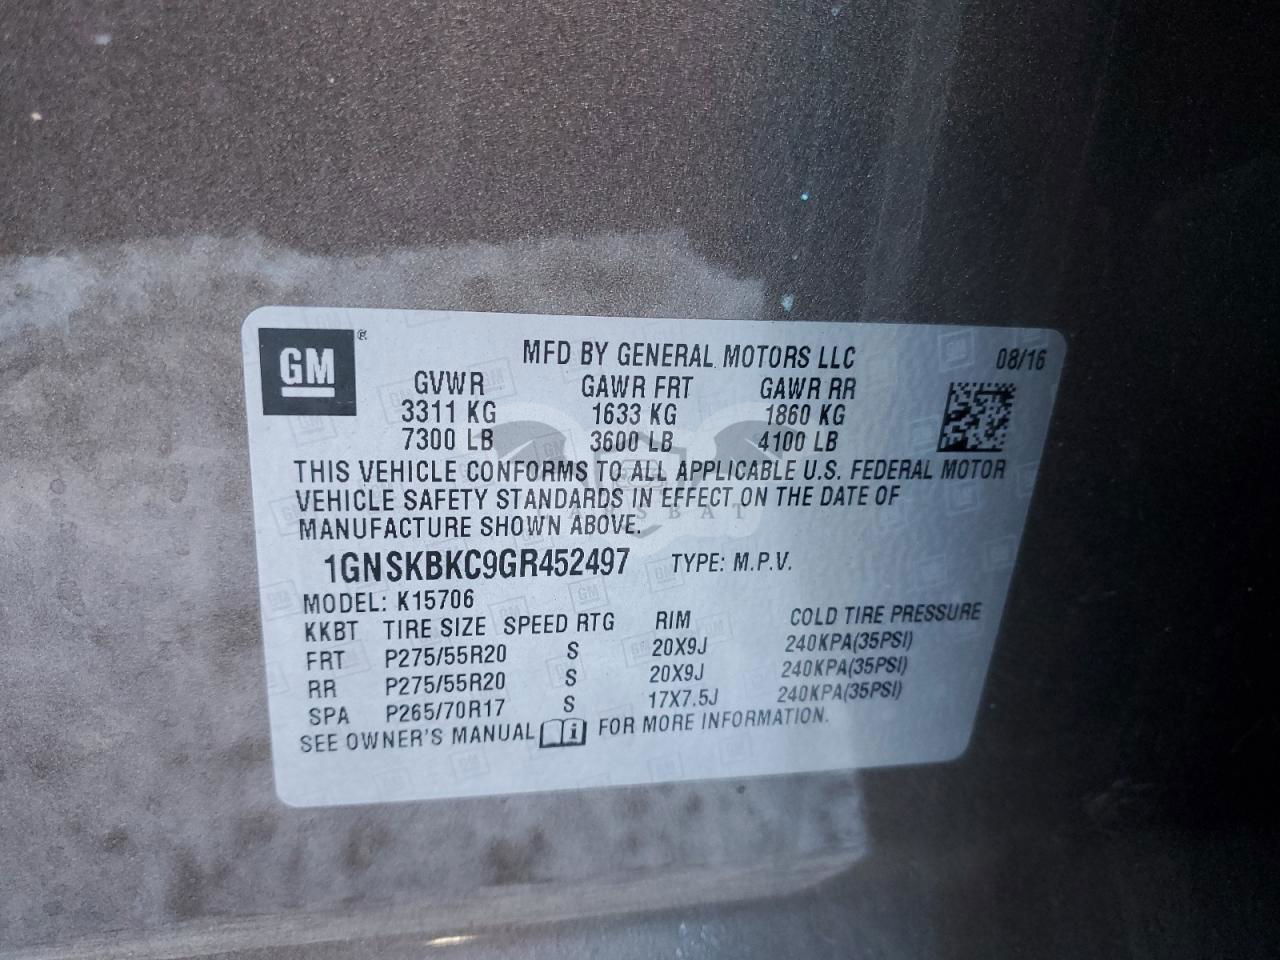 GM ®
MFD BY GENERAL MOTORS LLC 08/16
GVWR GAWR FRT GAWR RR
3311 KG 1633 KG 1860 KG
7300 LB 3600 LB 4100 LB
THIS VEHICLE CONFORMS TO ALL APPLICABLE U.S. FEDERAL MOTOR
VEHICLE SAFETY STANDARDS IN EFFECT ON THE DATE OF
MANUFACTURE SHOWN ABOVE.
1GNSKBKC9GR452497 TYPE: M.P.V.
MODEL: K15706
KKBT TIRE SIZE SPEED RTG RIM COLD TIRE PRESSURE
FRT P275/55R20 S 20X9J 240KPA(35PSI)
RR P275/55R20 S 20X9J 240KPA(35PSI)
SPA P265/70R17 S 17X7.5J 240KPA(35PSI)
SEE OWNER'S MANUAL i FOR MORE INFORMATION.